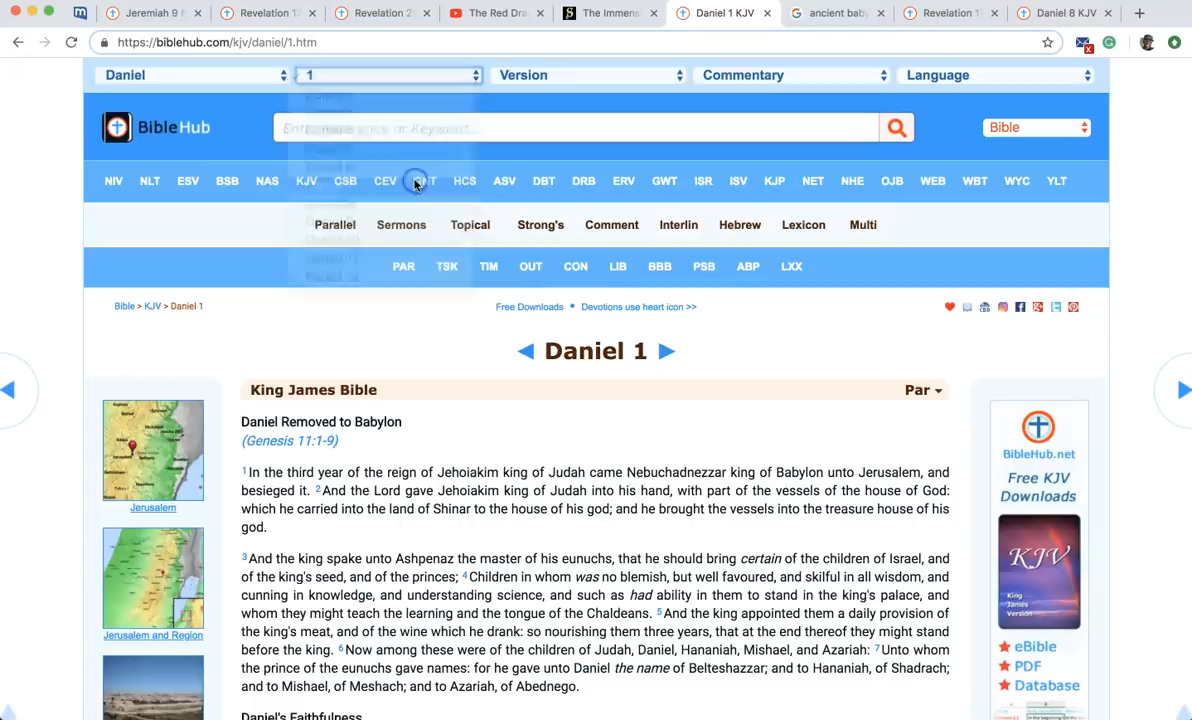 Jeremiah 9 N
Revelation 17
Revelation 2
The Red Dra
The Immens
Daniel 1 KJV
ancient bab
Revelation 1
Daniel 8 KJV
https://biblehub.com/kjv/daniel/1.htm
Daniel 1 Version Commentary Language
BibleHub
Bible
NIV NLT ESV BSB NAS KJV CSB CEV GNT HCS ASV DBT DRB ERV GWT ISR ISV KJP NET NHE OJB WEB WBT WYC YLT
Parallel Sermons Topical Strong's Comment Interlin Hebrew Lexicon Multi
PAR TSK TIM OUT CON LIB BBB PSB ABP LXX
Bible > KJV > Daniel 1
Free Downloads • Devotions use heart icon >>
◄ Daniel 1 ►
King James Bible Par
Daniel Removed to Babylon
(Genesis 11:1-9)
1In the third year of the reign of Jehoiakim king of Judah came Nebuchadnezzar king of Babylon unto Jerusalem, and
besieged it. 2And the Lord gave Jehoiakim king of Judah into his hand, with part of the vessels of the house of God:
which he carried into the land of Shinar to the house of his god; and he brought the vessels into the treasure house of his
god.
3And the king spake unto Ashpenaz the master of his eunuchs, that he should bring certain of the children of Israel, and
of the king's seed, and of the princes; 4Children in whom was no blemish, but well favoured, and skilful in all wisdom, and
cunning in knowledge, and understanding science, and such as had ability in them to stand in the king's palace, and
whom they might teach the learning and the tongue of the Chaldeans. 5And the king appointed them a daily provision of
the king's meat, and of the wine which he drank: so nourishing them three years, that at the end thereof they might stand
before the king. 6Now among these were of the children of Judah, Daniel, Hananiah, Mishael, and Azariah: 7Unto whom
the prince of the eunuchs gave names: for he gave unto Daniel the name of Belteshazzar; and to Hananiah, of Shadrach;
and to Mishael, of Meshach; and to Azariah, of Abednego.
Daniel's Faithfulness
Jerusalem
Jerusalem and Region
BibleHub.net
Free KJV
Downloads
KJV
King
James
Version
eBible
PDF
Database